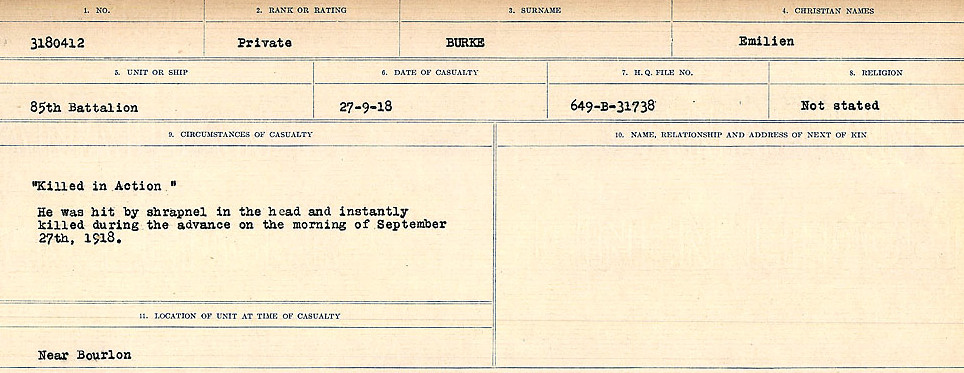 1. NO. 2. RANK OR RATING 3. SURNAME 4. CHRISTIAN NAMES
3180412 Private BURKE Emilien
5. UNIT OR SHIP 6. DATE OF CASUALTY 7. H.Q. FILE NO. 8. RELIGION
85th Battalion 27-9-18 649-B-31738 Not stated
9. CIRCUMSTANCES OF CASUALTY 10. NAME, RELATIONSHIP AND ADDRESS OF NEXT OF KIN
"Killed in Action "
He was hit by shrapnel in the head and instantly
killed during the advance on the morning of September
27th, 1918.
11. LOCATION OF UNIT AT TIME OF CASUALTY
Near Bourlon